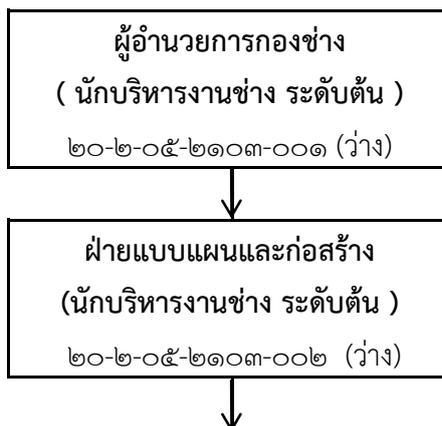 ผู้อำนวยการกองช่าง
( นักบริหารงานช่าง ระดับต้น )
๒๐-๒-๐๕-๒๑๐๓-๐๐๑ (ว่าง)
ฝ่ายแบบแผนและก่อสร้าง
(นักบริหารงานช่าง ระดับต้น )
๒๐-๒-๐๕-๒๑๐๓-๐๐๒ (ว่าง)